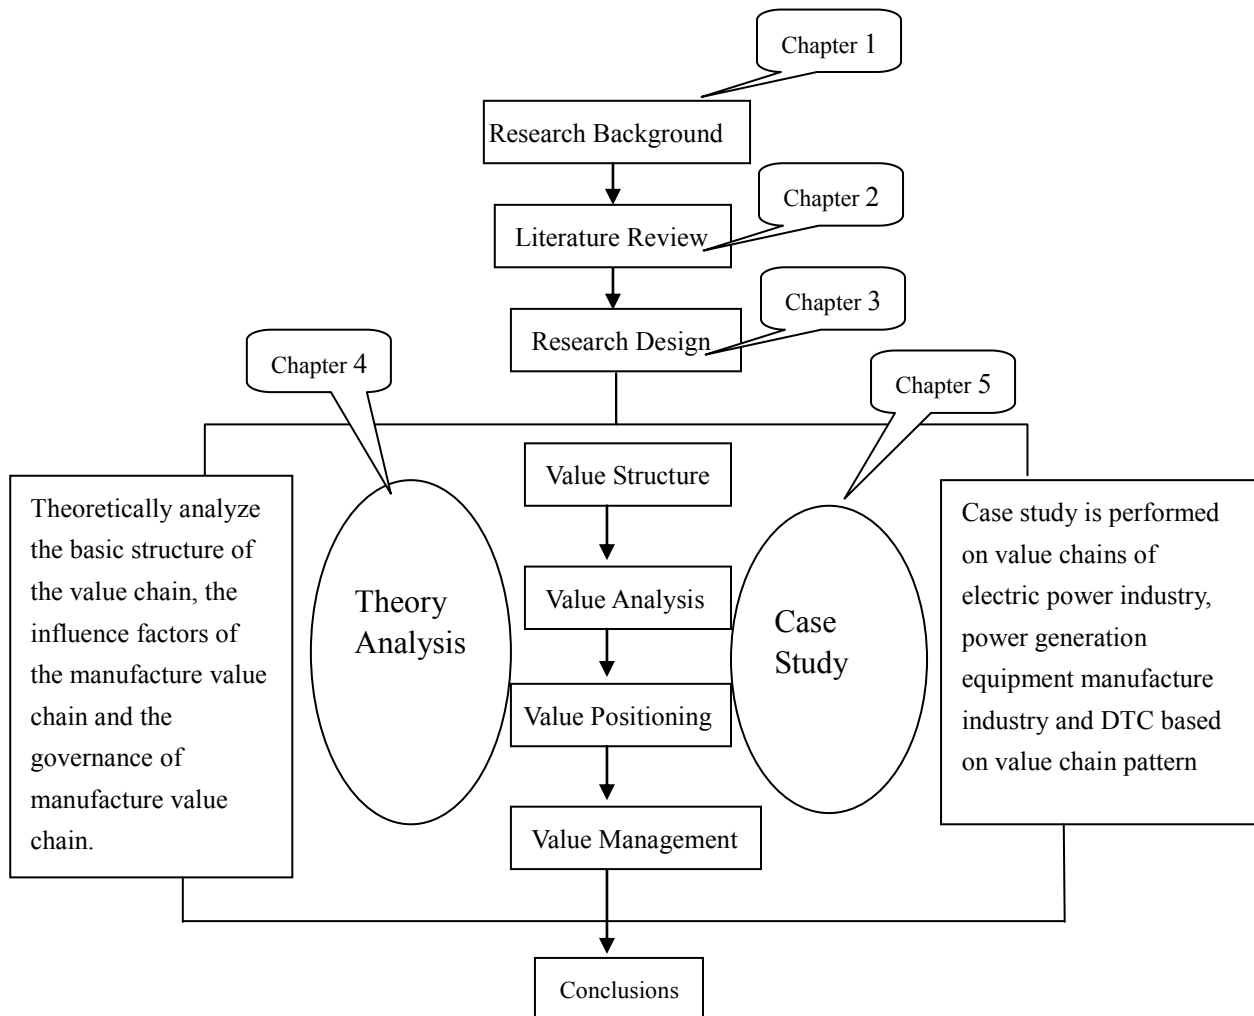 Chapter 1
Research Background
Chapter 2
Literature Review
Chapter 3
Research Design
Chapter 4
Chapter 5
Value Structure
Theoretically analyze
the basic structure of
the value chain, the
influence factors of
the manufacture value
chain and the
governance of
manufacture value
chain.
Theory
Analysis
Value Analysis
Value Positioning
Value Management
Case
Study
Case study is performed
on value chains of
electric power industry,
power generation
equipment manufacture
industry and DTC based
on value chain pattern
Conclusions